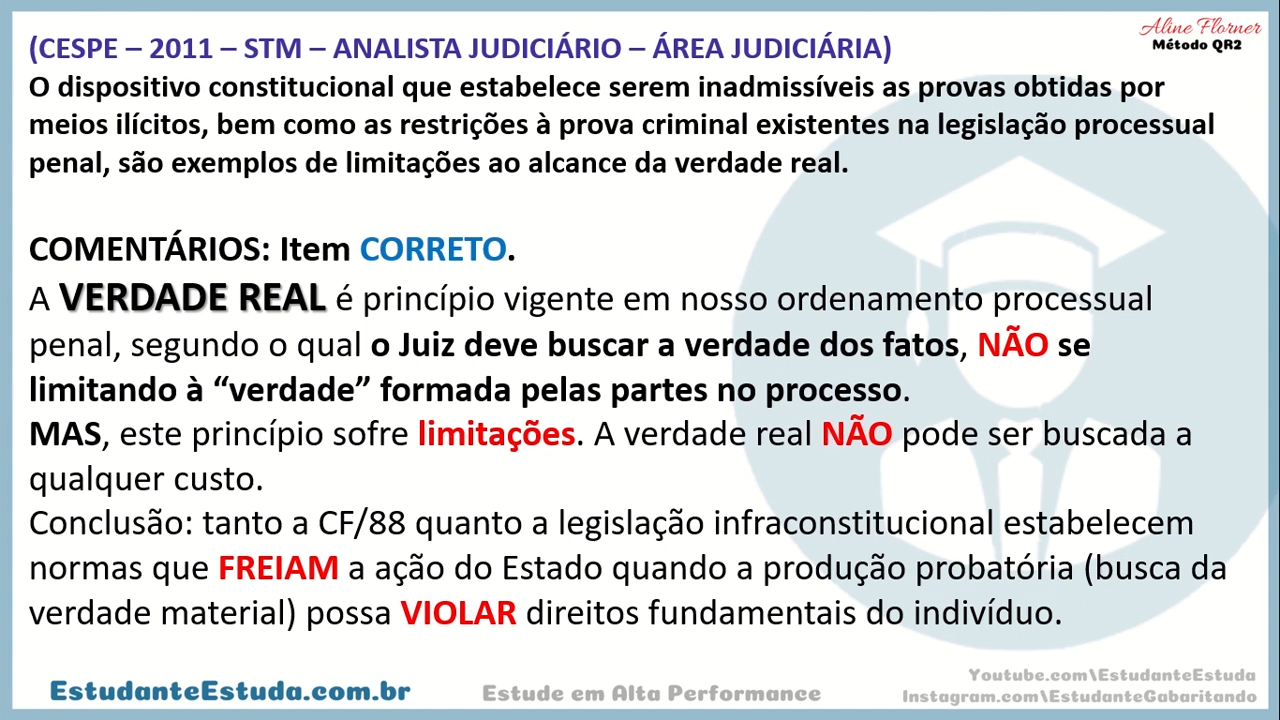 Aline Florner
Método QR2
(CESPE – 2011 – STM – ANALISTA JUDICIÁRIO – ÁREA JUDICIÁRIA)
O dispositivo constitucional que estabelece serem inadmissíveis as provas obtidas por
meios ilícitos, bem como as restrições à prova criminal existentes na legislação processual
penal, são exemplos de limitações ao alcance da verdade real.
COMENTÁRIOS: Item CORRETO.
A VERDADE REAL é princípio vigente em nosso ordenamento processual
penal, segundo o qual o Juiz deve buscar a verdade dos fatos, NÃO se
limitando à “verdade” formada pelas partes no processo.
MAS, este princípio sofre limitações. A verdade real NÃO pode ser buscada a
qualquer custo.
Conclusão: tanto a CF/88 quanto a legislação infraconstitucional estabelecem
normas que FREIAM a ação do Estado quando a produção probatória (busca da
verdade material) possa VIOLAR direitos fundamentais do indivíduo.
EstudanteEstuda.com.br
Estude em Alta Performance
Youtube.com\EstudanteEstuda
Instagram.com\EstudanteGabaritando